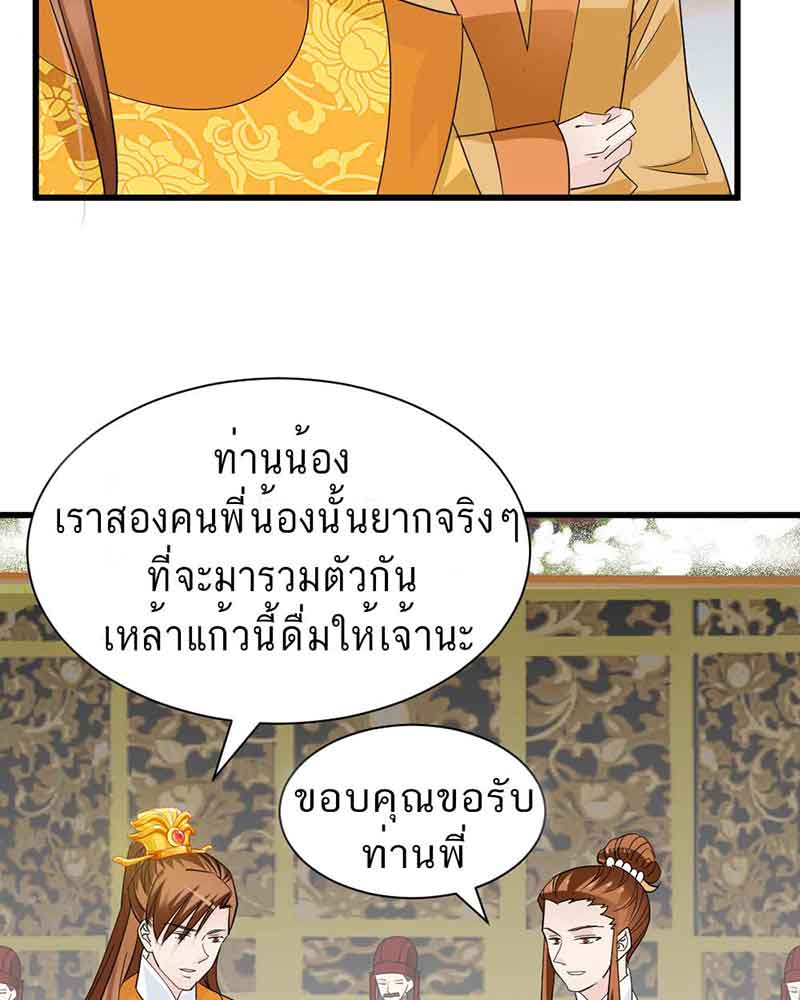 ท่านน้อง
เราสองคนพี่น้องนั้นยากจริงๆ
ที่จะมารวมตัวกัน
เหล้าแก้วนี้ดื่มให้เจ้านะ
ขอบคุณขอรับ
ท่านพี่